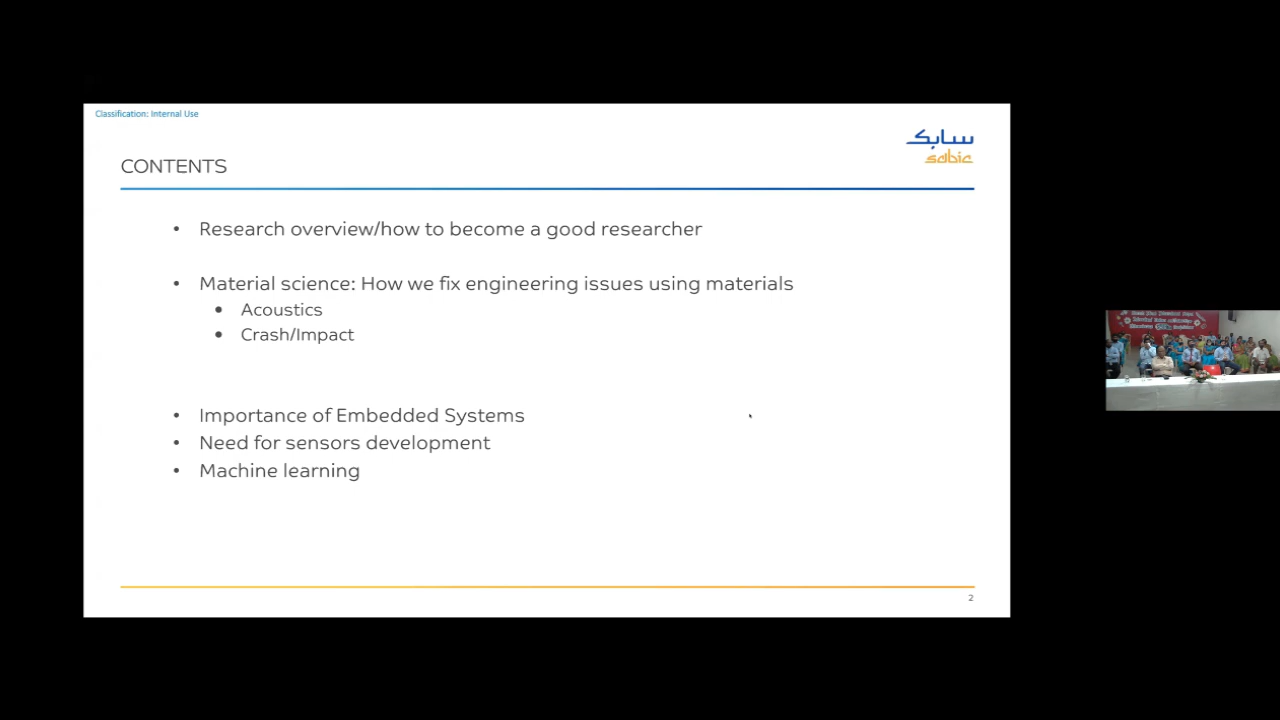 Classification: Internal Use
سابك
sabic
CONTENTS
• Research overview/how to become a good researcher
• Material science: How we fix engineering issues using materials
• Acoustics
• Crash/Impact
• Importance of Embedded Systems
• Need for sensors development
• Machine learning
2